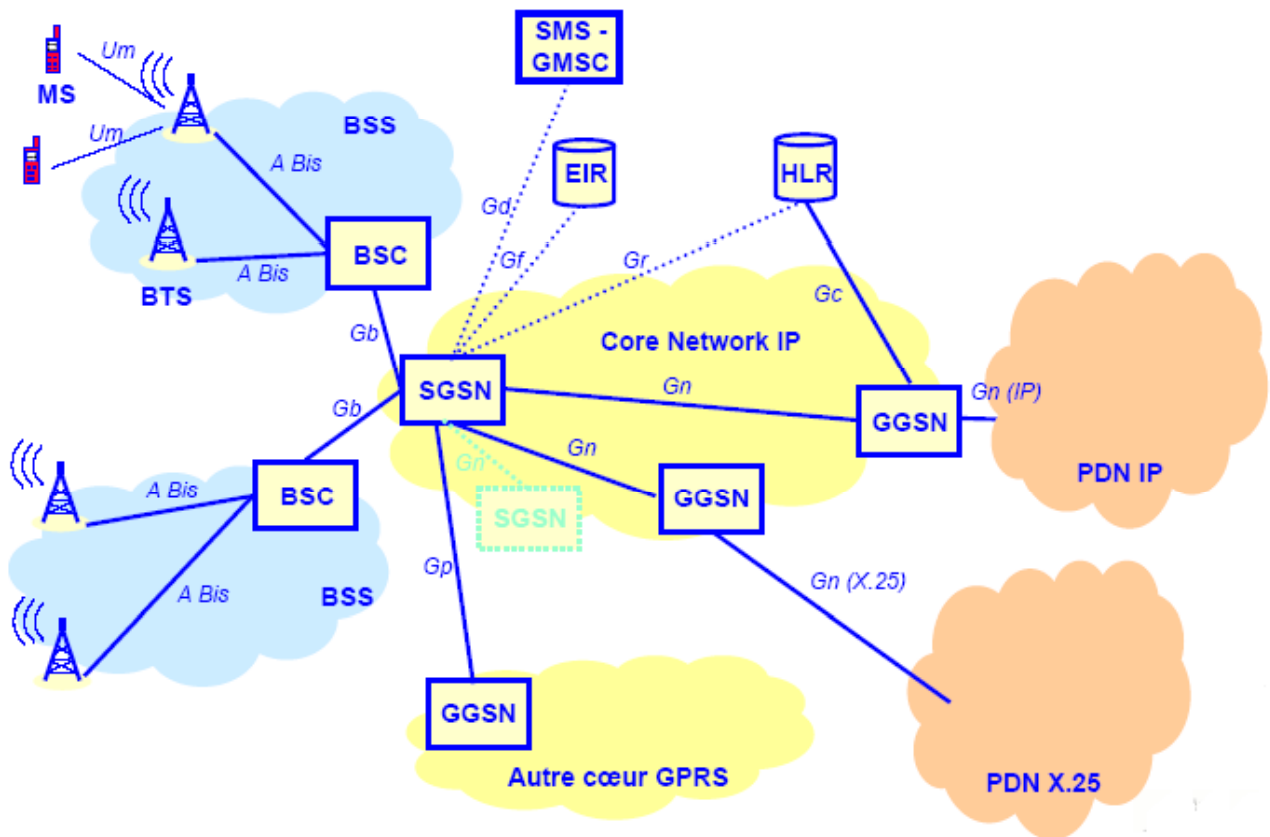 SMS -
GMSC
Um
MS
BSS
Um
A Bis
EIR
HLR
Gd
Gf
Gr
BSC
A Bis
BTS
Gc
Gb
Core Network IP
SGSN
Gn
Gn (IP)
GGSN
Gb
Gn
Gn
PDN IP
A Bis
BSC
GGSN
SGSN
Gp
Gn (X.25)
A Bis
BSS
GGSN
Autre cœur GPRS
PDN X.25